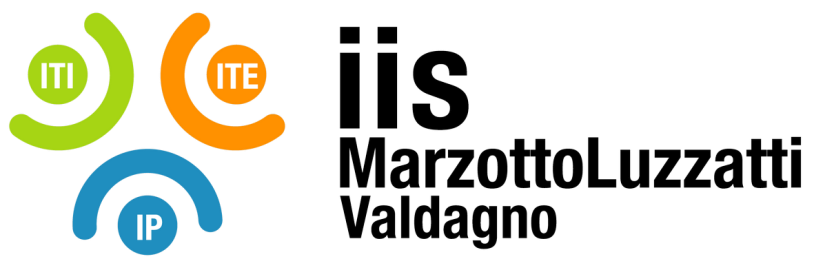 ITI
ITE
IP
iis
MarzottoLuzzatti
Valdagno